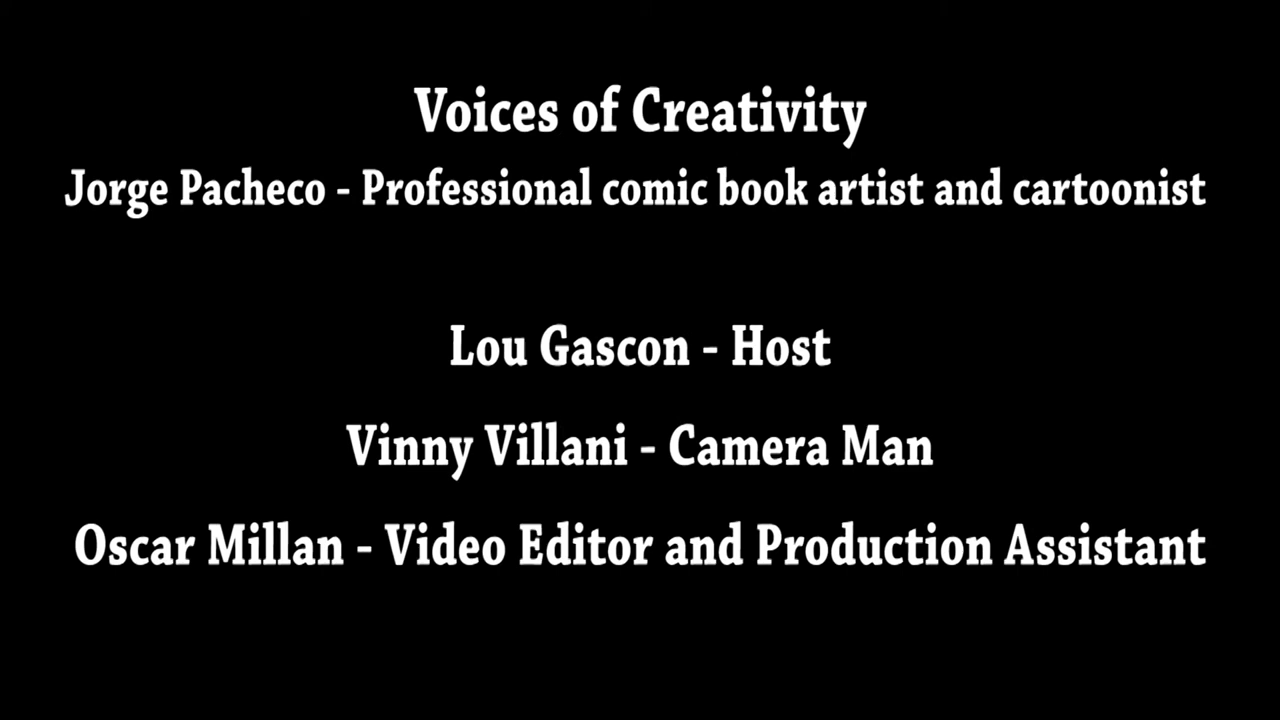 Voices of Creativity
Jorge Pacheco - Professional comic book artist and cartoonist
Lou Gascon - Host
Vinny Villani - Camera Man
Oscar Millan - Video Editor and Production Assistant